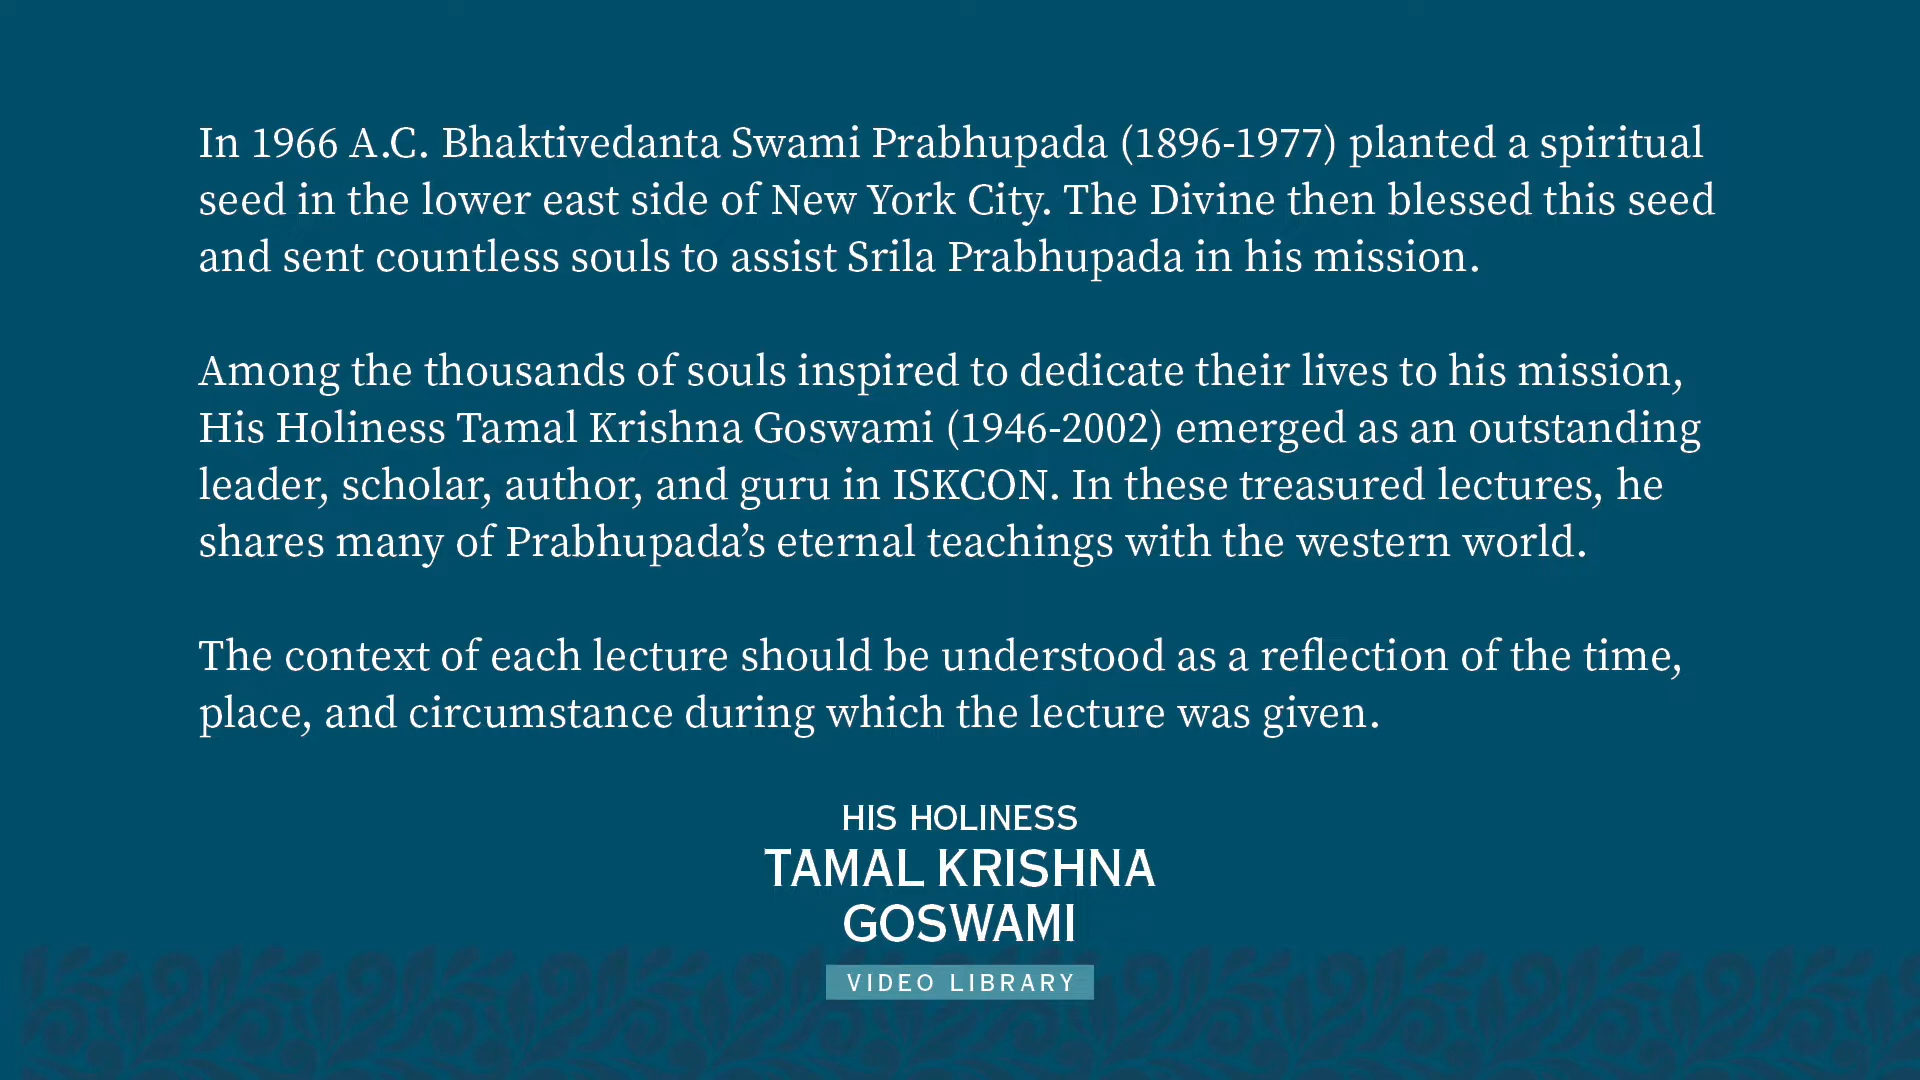 In 1966 A.C. Bhaktivedanta Swami Prabhupada (1896-1977) planted a spiritual
seed in the lower east side of New York City. The Divine then blessed this seed
and sent countless souls to assist Srila Prabhupada in his mission.
Among the thousands of souls inspired to dedicate their lives to his mission,
His Holiness Tamal Krishna Goswami (1946-2002) emerged as an outstanding
leader, scholar, author, and guru in ISKCON. In these treasured lectures, he
shares many of Prabhupada’s eternal teachings with the western world.
The context of each lecture should be understood as a reflection of the time,
place, and circumstance during which the lecture was given.
HIS HOLINESS
TAMAL KRISHNA
GOSWAMI
VIDEO LIBRARY